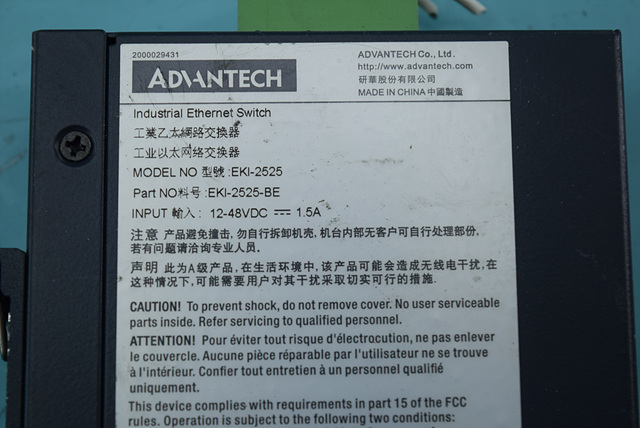 2000029431
ADVANTECH
ADVANTECH Co., Ltd.
http://www.advantech.com
研華股份有限公司
MADE IN CHINA 中國製造
Industrial Ethernet Switch
工業乙太網路交換器
工业以太网络交换器
MODEL NO 型號 :EKI-2525
Part NO料号 :EKI-2525-BE
INPUT 輸入 : 12-48VDC ⎓ 1.5A
注意 产品避免撞击, 勿自行拆卸机壳, 机台内部无客户可自行处理部份,
若有问题请洽询专业人员.
声明 此为A级产品, 在生活环境中, 该产品可能会造成无线电干扰, 在
这种情况下, 可能需要用户对其干扰采取切实可行的措施.
CAUTION! To prevent shock, do not remove cover. No user serviceable
parts inside. Refer servicing to qualified personnel.
ATTENTION! Pour éviter tout risque d'électrocution, ne pas enlever
le couvercle. Aucune pièce réparable par l'utilisateur ne se trouve
à l'intérieur. Confier tout entretien à un personnel qualifié
uniquement.
This device complies with requirements in part 15 of the FCC
rules. Operation is subject to the following two conditions: